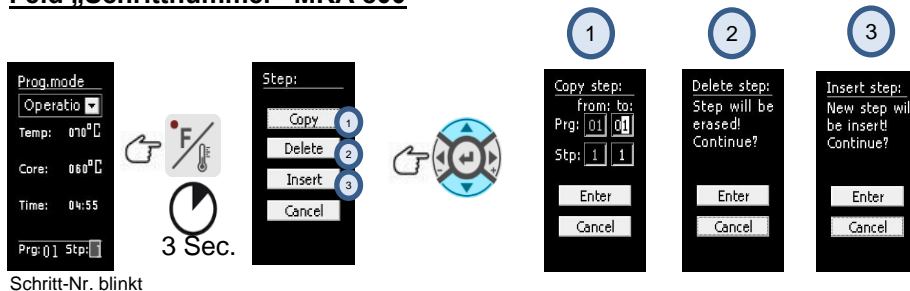 Feld „Schrittnummer“ MRA 800
Prog.mode
Operatio
Temp: 070°C
Core: 060°C
Time: 04:55
Prg: 01 Stp: 1
Schritt-Nr. blinkt
°F/
3 Sec.
Step:
Copy 1
Delete 2
Insert 3
Cancel
- +
1
Copy step:
from: to:
Prg: 01 01
Stp: 1 1
Enter
Cancel
2
Delete step:
Step will be
erased!
Continue?
Enter
Cancel
3
Insert step:
New step wil
be insert!
Continue?
Enter
Cancel